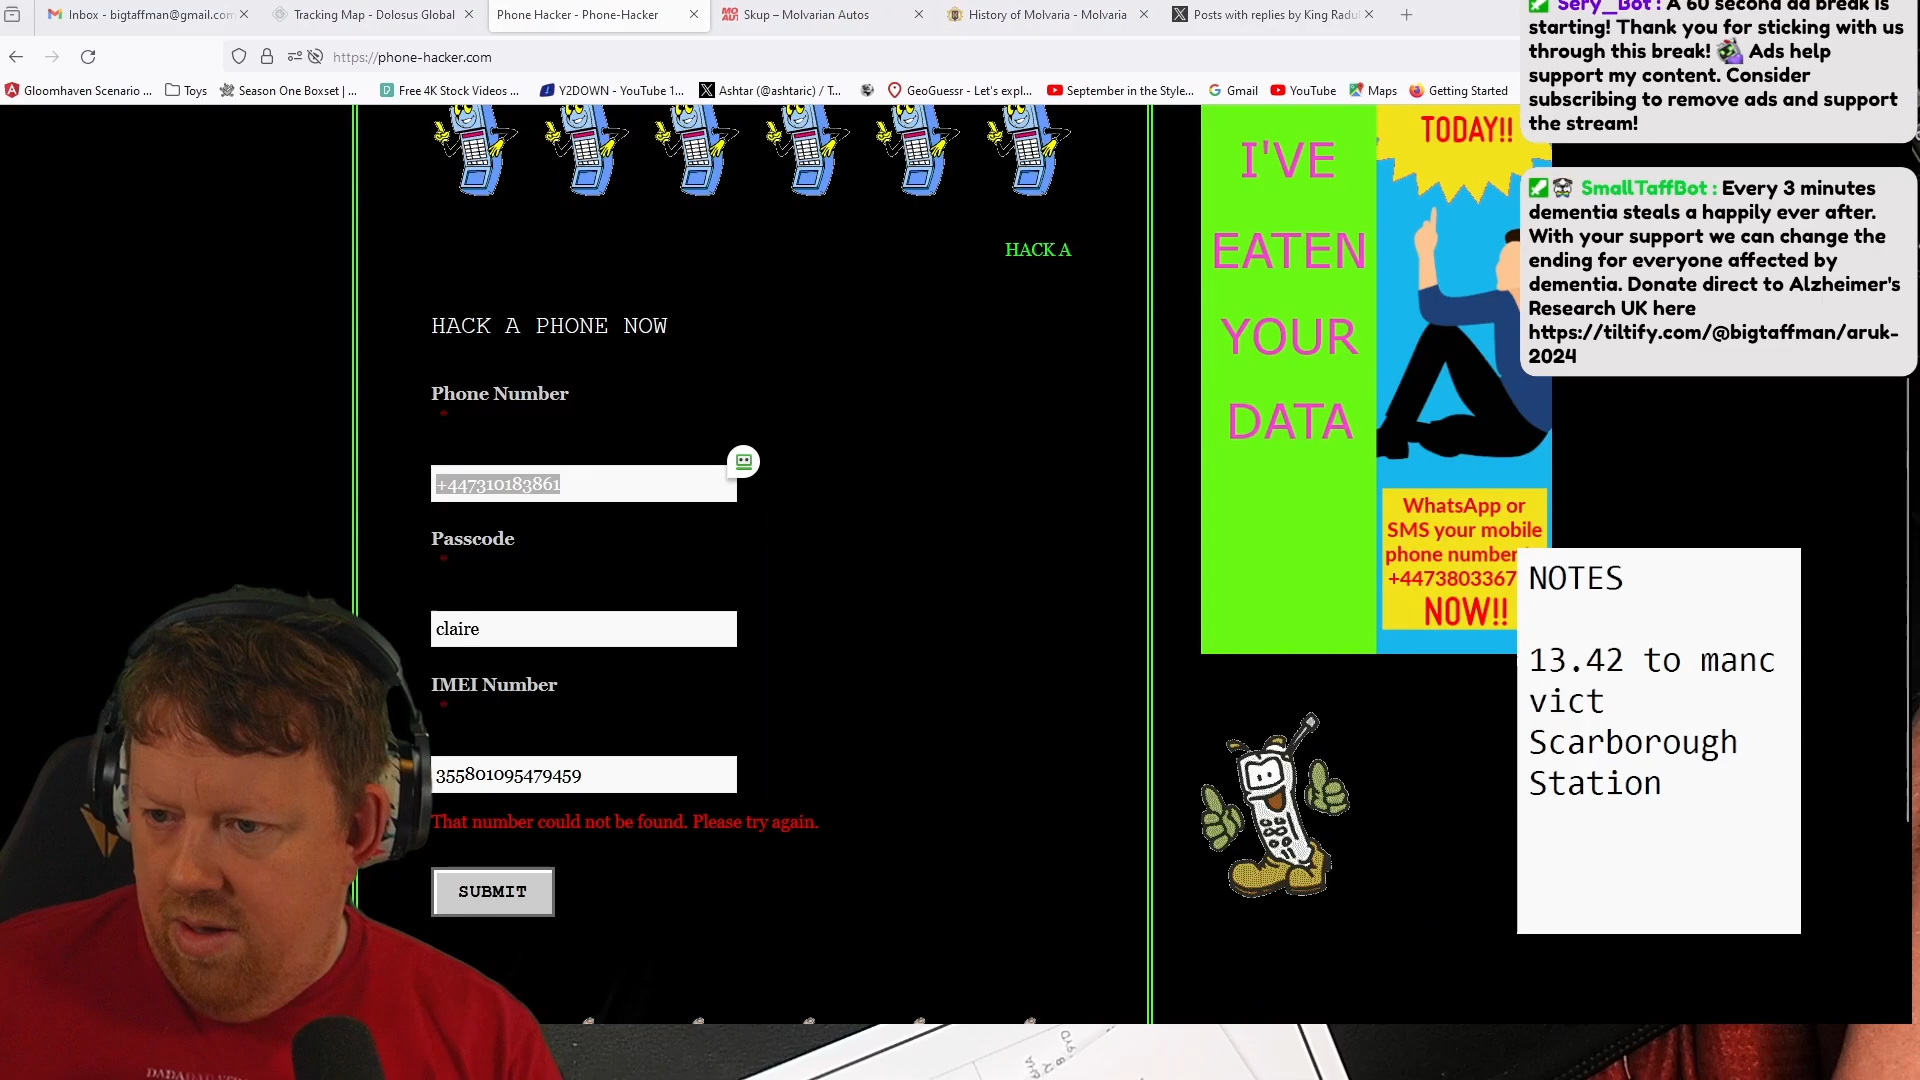 Inbox - bigtaffman@gmail.com
Tracking Map - Dolosus Global
Phone Hacker - Phone-Hacker
Skup – Molvarian Autos
History of Molvaria - Molvaria
Posts with replies by King Radul
https://phone-hacker.com
Gloomhaven Scenario ...
Toys
Season One Boxset | ...
Free 4K Stock Videos ...
Y2DOWN - YouTube 1...
Ashtar (@ashtaric) / T...
GeoGuessr - Let's expl...
September in the Style...
Gmail
YouTube
Maps
Getting Started
Sery_Bot : A 60 second ad break is
starting! Thank you for sticking with us
through this break! Ads help
support my content. Consider
subscribing to remove ads and support
the stream!
SmallTaffBot : Every 3 minutes
dementia steals a happily ever after.
With your support we can change the
ending for everyone affected by
dementia. Donate direct to Alzheimer's
Research UK here
https://tiltify.com/@bigtaffman/aruk-
2024
HACK A
HACK A PHONE NOW
Phone Number
*
+447310183861
Passcode
*
claire
IMEI Number
*
355801095479459
That number could not be found. Please try again.
SUBMIT
I'VE
EATEN
YOUR
DATA
TODAY!!
WhatsApp or
SMS your mobile
phone number
+4473803367
NOW!!
NOTES
13.42 to manc
vict
Scarborough
Station